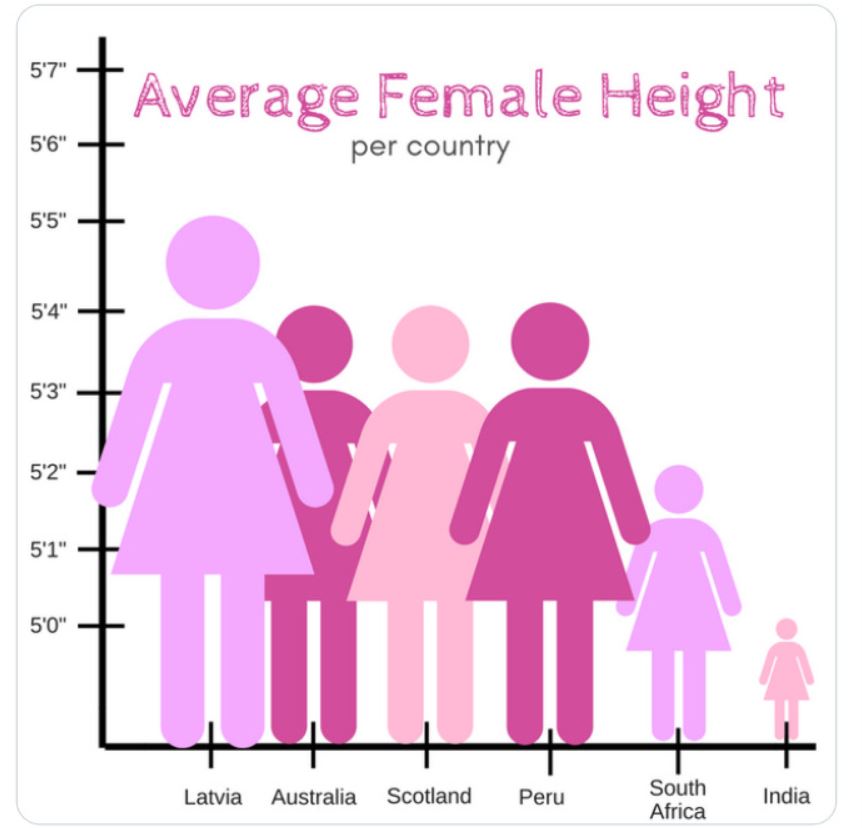 Average Female Height
per country
5'7"
5'6"
5'5"
5'4"
5'3"
5'2"
5'1"
5'0"
Latvia
Australia
Scotland
Peru
South
Africa
India